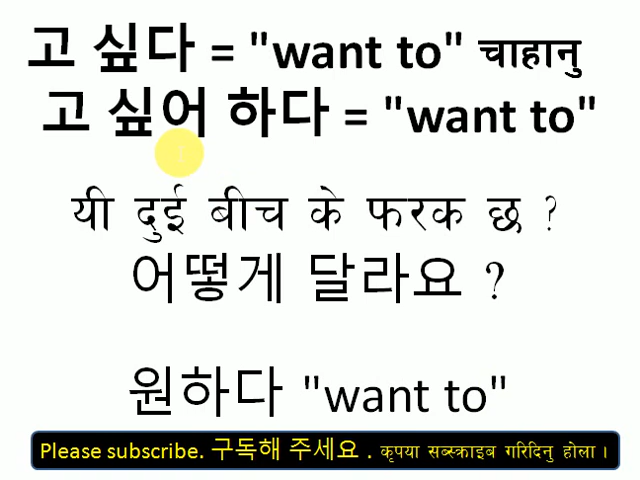 고 싶다 = "want to" चाहानु
고 싶어 하다 = "want to"
यी दुई बीच के फरक छ ?
어떻게 달라요 ?
원하다 "want to"
Please subscribe. 구독해 주세요 . कृपया सब्स्क्राइब गरिदिनु होला ।